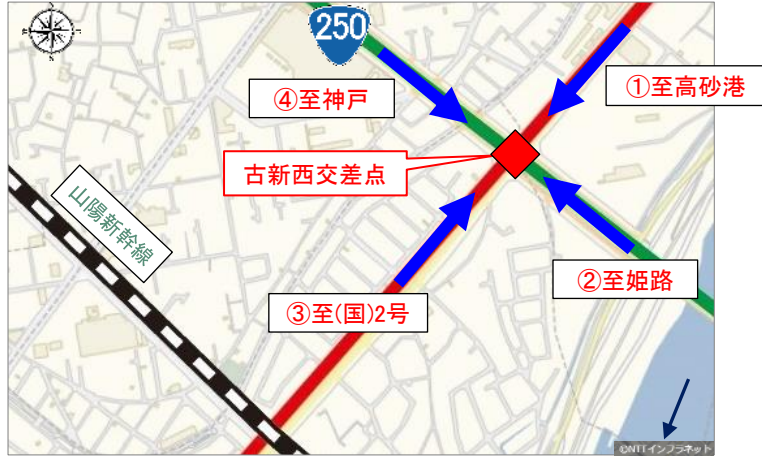 250
①至高砂港
④至神戸
古新西交差点
山陽新幹線
②至姫路
③至(国)2号
©NTTインフラネット